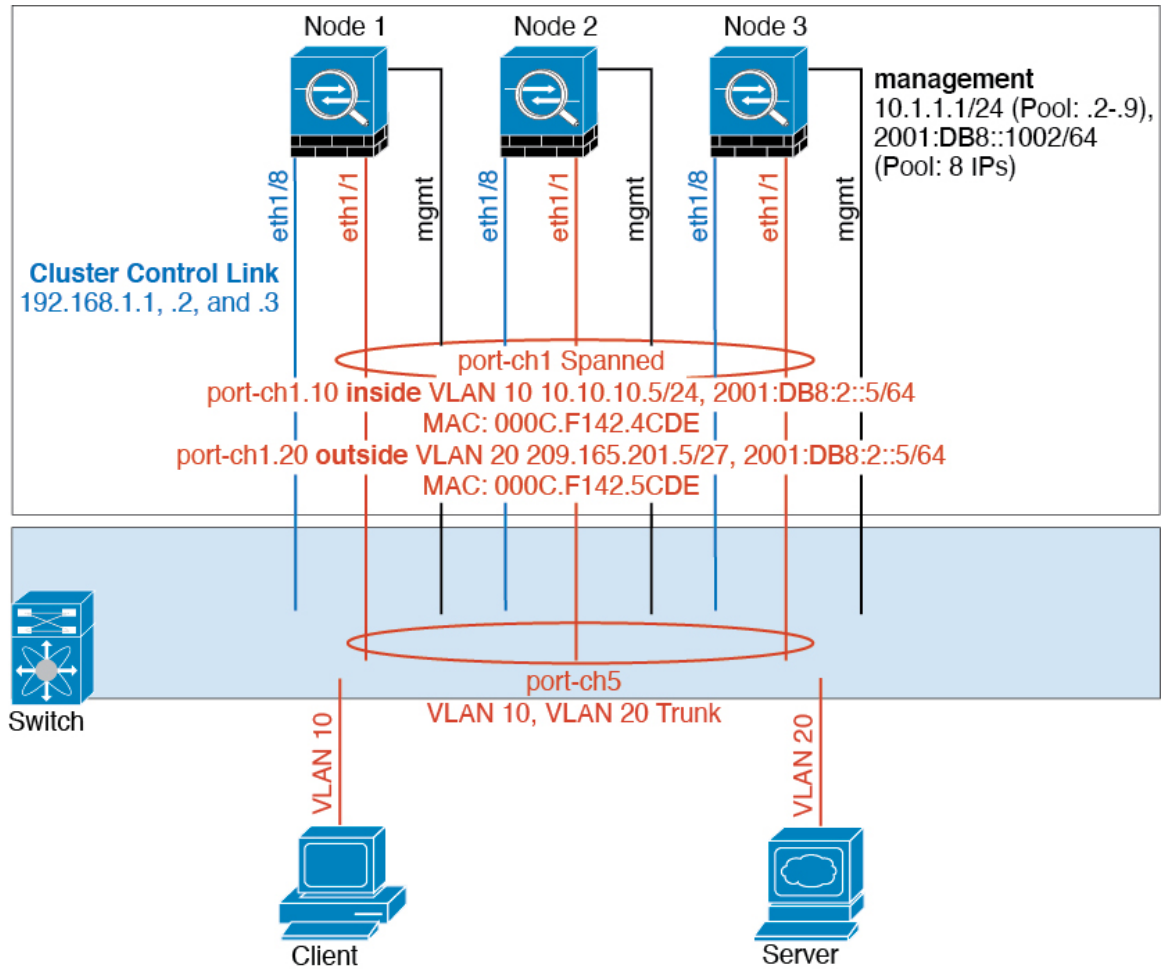 Node 1
Node 2
Node 3
management
10.1.1.1/24 (Pool: .2-.9),
2001:DB8::1002/64
(Pool: 8 IPs)
eth1/8
eth1/1
mgmt
eth1/8
eth1/1
mgmt
eth1/8
eth1/1
mgmt
Cluster Control Link
192.168.1.1, .2, and .3
port-ch1 Spanned
port-ch1.10 inside VLAN 10 10.10.10.5/24, 2001:DB8:2::5/64
MAC: 000C.F142.4CDE
port-ch1.20 outside VLAN 20 209.165.201.5/27, 2001:DB8:2::5/64
MAC: 000C.F142.5CDE
port-ch5
Switch
VLAN 10, VLAN 20 Trunk
VLAN 10
VLAN 20
Client
Server